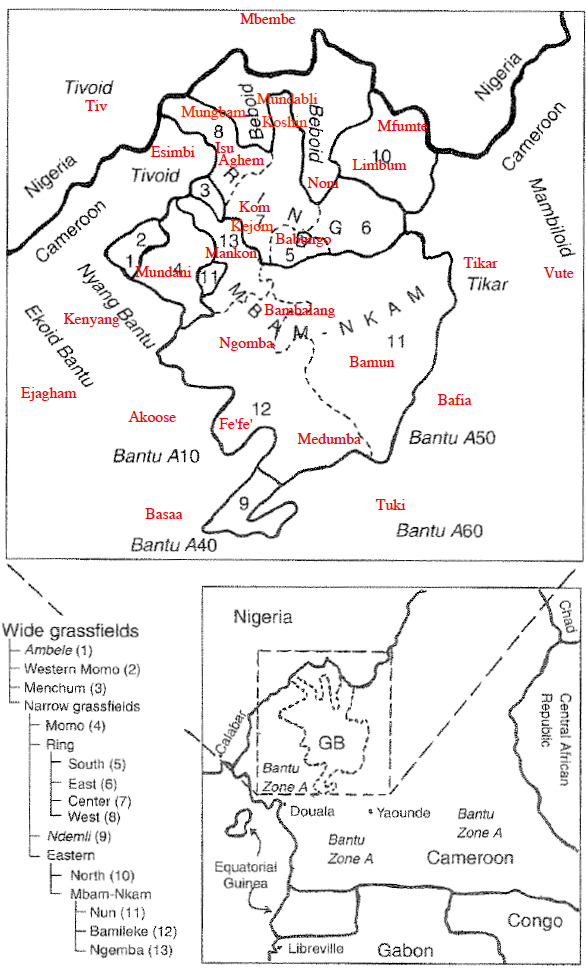 Mbembe
Tivoid
Tiv
Beboid
Mundabli
Mungbam
Koshin
Nigeria
Cameroon
8
Beboid
Mfumte
Esimbi
Isu
Aghem
10
Limbum
Nigeria
Tivoid
R
3
Noni
Mambiloid
Cameroon
Kom
I
7
N
G
6
Kejom
2
13
Babungo
1
Mundani
4
Mankon
5
Tikar
Tikar
Vute
11
Nyang Bantu
MBAM-NKAM
Bambalang
Kenyang
Ekoid Bantu
Ngomba
11
Bamun
Ejagham
Bafia
Akoose
12
Fe'fe'
Medumba
Bantu A50
Bantu A10
9
Tuki
Basaa
Bantu A60
Bantu A40
Wide grassfields
Ambele (1)
Western Momo (2)
Menchum (3)
Narrow grassfields
Momo (4)
Ring
South (5)
East (6)
Center (7)
West (8)
Ndemli (9)
Eastern
North (10)
Mbam-Nkam
Nun (11)
Bamileke (12)
Ngemba (13)
Nigeria
Chad
Central African
Republic
Calabar
GB
Bantu
Zone A
Douala
Yaounde
Bantu
Zone A
Bantu
Zone A
Cameroon
Equatorial
Guinea
Congo
Libreville
Gabon